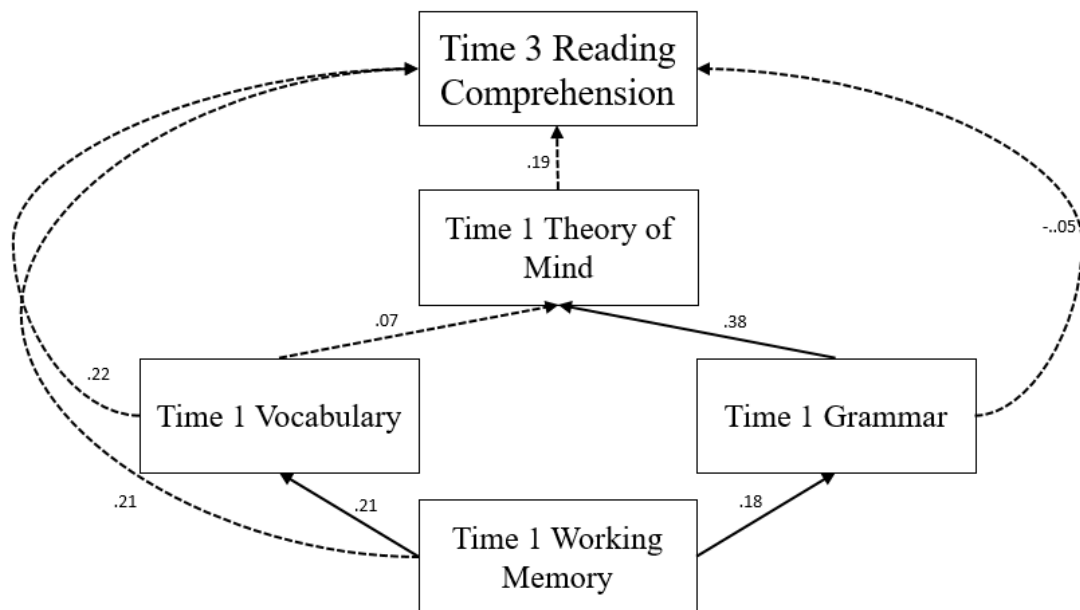 Time 3 Reading
Comprehension
.19
Time 1 Theory of
Mind
-..05
.07
.38
.22
Time 1 Vocabulary
Time 1 Grammar
.21
.21
.18
Time 1 Working
Memory